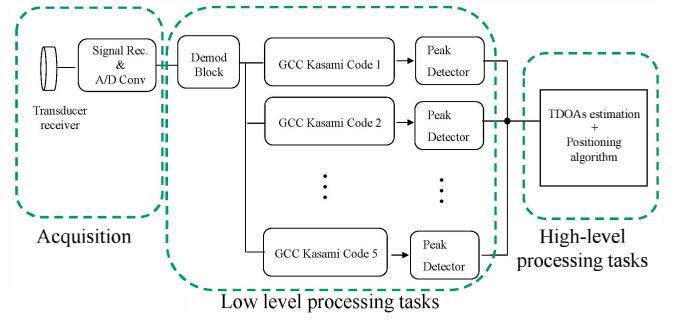 Signal Rec.
&
A/D Conv
Transducer
receiver
Acquisition
Demod
Block
GCC Kasami Code 1
Peak
Detector
GCC Kasami Code 2
Peak
Detector
GCC Kasami Code 5
Peak
Detector
Low level processing tasks
TDOAs estimation
+
Positioning
algorithm
High-level
processing tasks